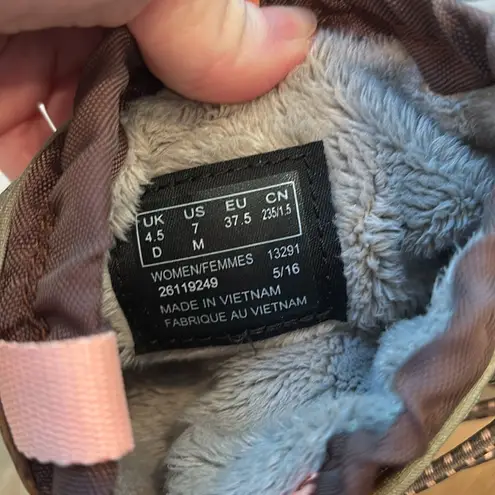 UK US EU CN
4.5 7 37.5 235/1.5
D M
WOMEN/FEMMES 13291
26119249 5/16
MADE IN VIETNAM
FABRIQUE AU VIETNAM